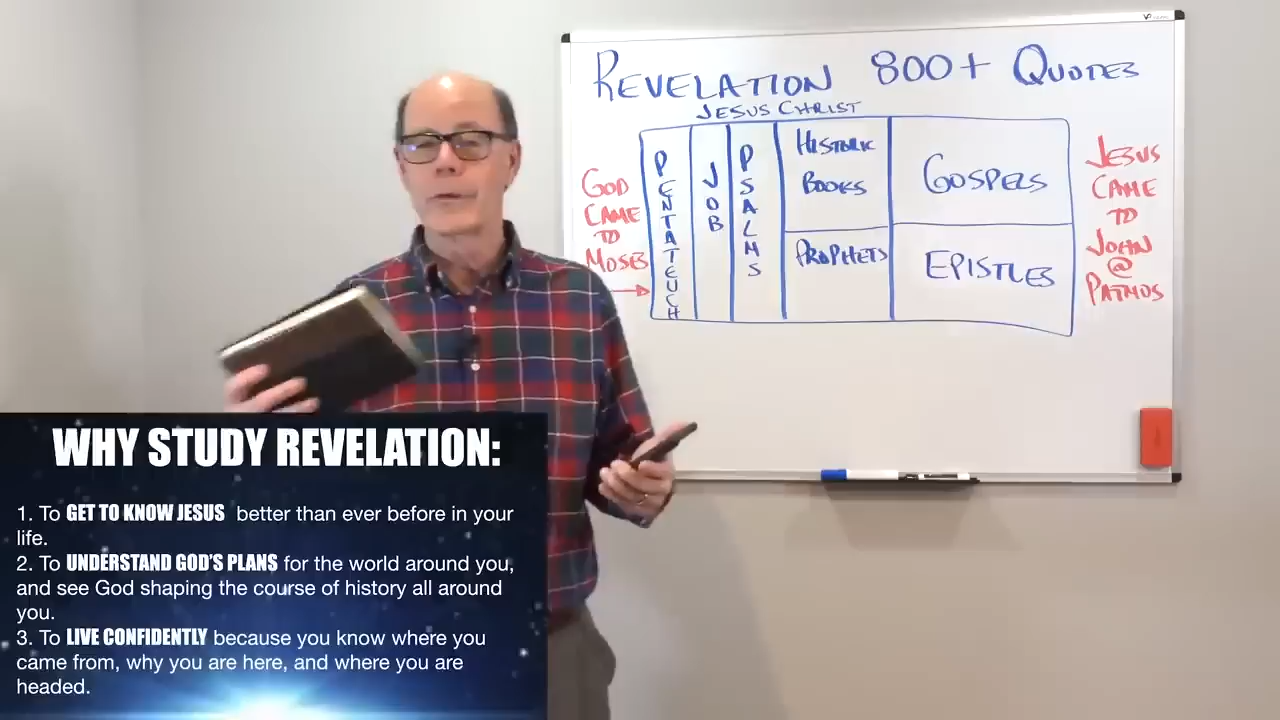 REVELATION 800+ QUOTES
JESUS CHRIST
GOD
CAME
TO
MOSES
PENTATEUCH
JOB
PSALMS
HISTORIC
BOOKS
PROPHETS
GOSPELS
EPISTLES
JESUS
CAME
TO
JOHN
@
PATMOS
WHY STUDY REVELATION:
1. To GET TO KNOW JESUS better than ever before in your
life.
2. To UNDERSTAND GOD'S PLANS for the world around you,
and see God shaping the course of history all around
you.
3. To LIVE CONFIDENTLY because you know where you
came from, why you are here, and where you are
headed.